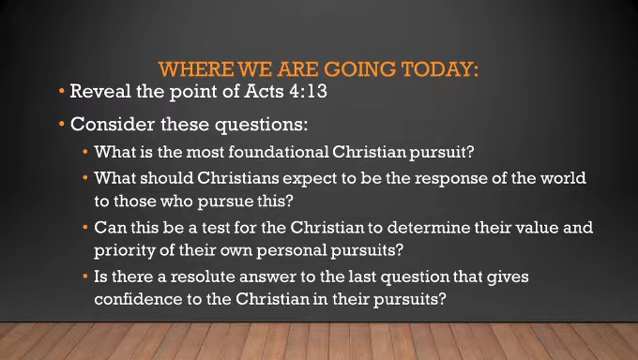 WHERE WE ARE GOING TODAY:
• Reveal the point of Acts 4:13
• Consider these questions:
• What is the most foundational Christian pursuit?
• What should Christians expect to be the response of the world
to those who pursue this?
• Can this be a test for the Christian to determine their value and
priority of their own personal pursuits?
• Is there a resolute answer to the last question that gives
confidence to the Christian in their pursuits?